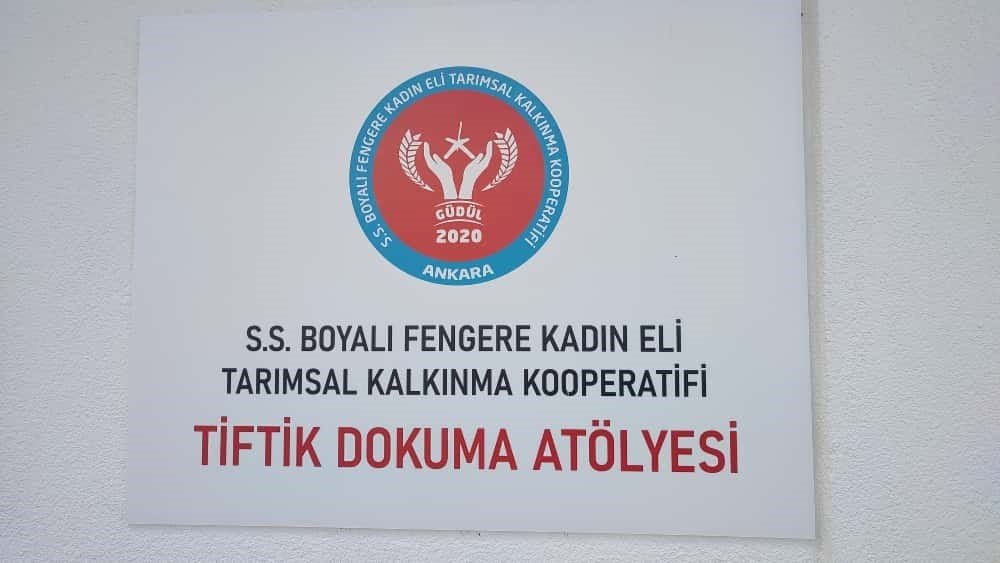 S.S. BOYALI FENGERE KADIN ELİ TARIMSAL KALKINMA KOOPERATİFİ
GÜDÜL
2020
ANKARA
S.S. BOYALI FENGERE KADIN ELİ
TARIMSAL KALKINMA KOOPERATİFİ
TİFTİK DOKUMA ATÖLYESİ